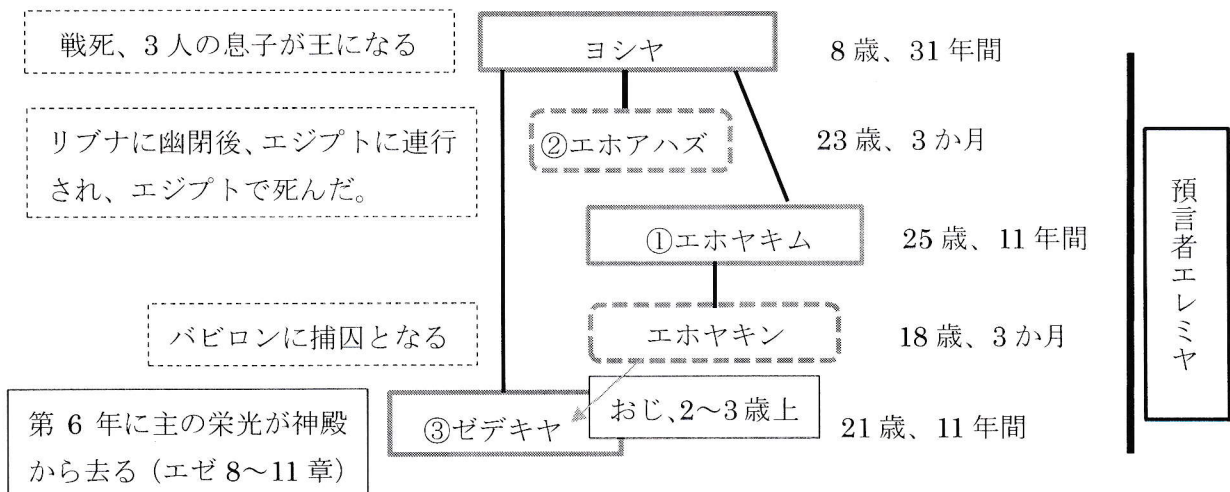 戦死、3人の息子が王になる
ヨシヤ
8歳、31年間
リブナに幽閉後、エジプトに連行
され、エジプトで死んだ。
②エホアハズ
23歳、3か月
①エホヤキム
25歳、11年間
バビロンに捕囚となる
エホヤキン
18歳、3か月
第6年に主の栄光が神殿
から去る（エゼ8～11章）
③ゼデキヤ
おじ、2～3歳上
21歳、11年間
預言者エレミヤ